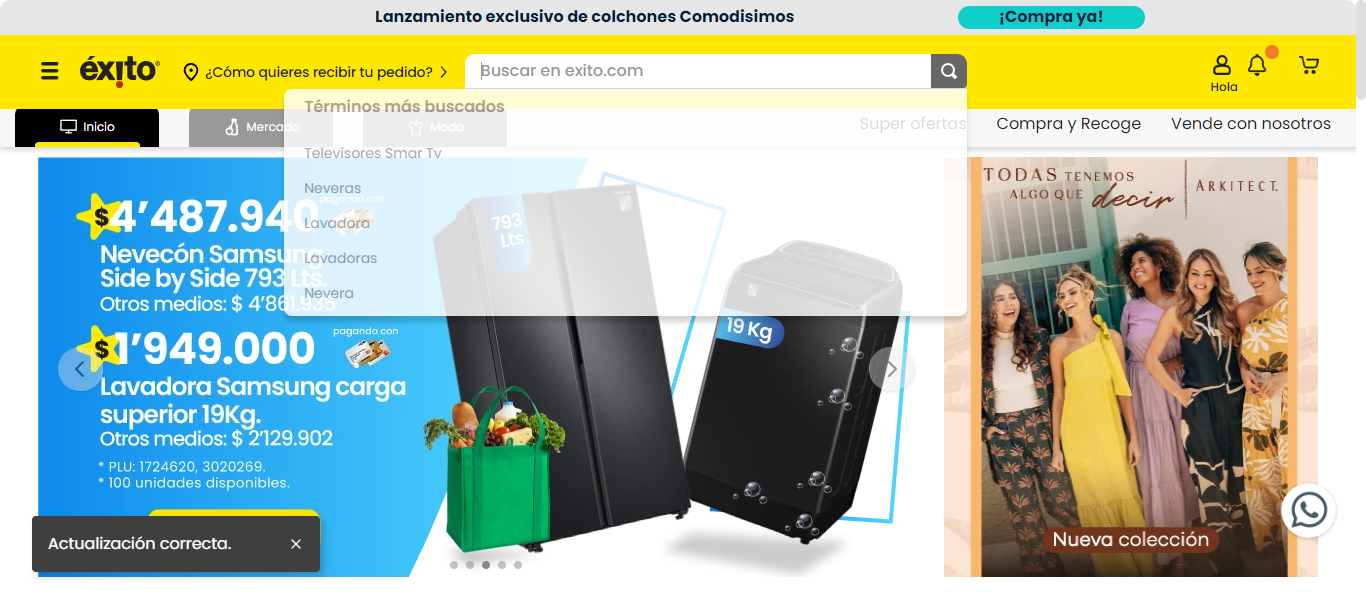 Lanzamiento exclusivo de colchones Comodisimos
¡Compra ya!
éxito
¿Cómo quieres recibir tu pedido?
Buscar en exito.com
Hola
Términos más buscados
Televisores Smar Tv
Neveras
Lavadora
Lavadoras
Nevera
Inicio
Mercado
Moda
Super ofertas
Compra y Recoge
Vende con nosotros
$4’487.940
pagando con
Nevecón Samsung
Side by Side 793 Lts.
Otros medios: $ 4’861.935
$1’949.000
pagando con
Lavadora Samsung carga
superior 19Kg.
Otros medios: $ 2’129.902
* PLU: 1724620, 3020269.
* 100 unidades disponibles.
793
Lts
19 Kg
TODAS TENEMOS
ALGO QUE decir
ARKITECT.
Nueva colección
Actualización correcta.